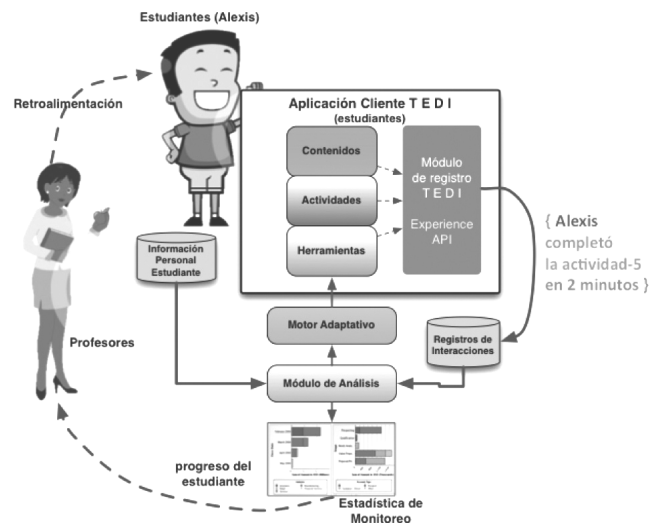 Estudiantes (Alexis)
Retroalimentación
Aplicación Cliente T E D I
(estudiantes)
Contenidos
Actividades
Herramientas
Módulo
de registro
T E D I
Experience
API
{ Alexis
completó
la actividad-5
en 2 minutos }
Información
Personal
Estudiante
Motor Adaptativo
Profesores
Registros de
Interacciones
Módulo de Análisis
progreso del
estudiante
Estadística de
Monitoreo